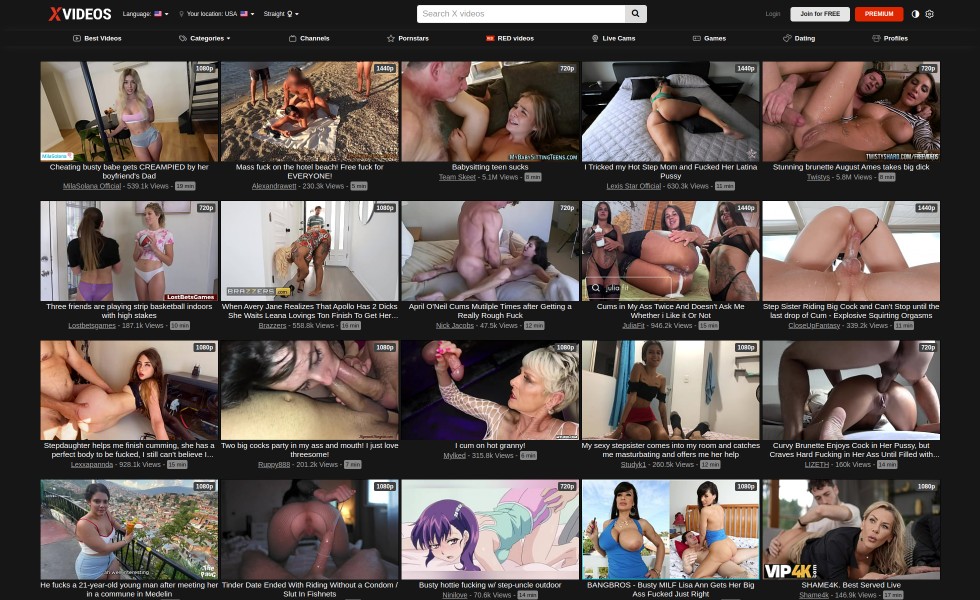 XVIDEOS
Language:
Your location: USA
Straight
Search X videos
Login
Join for FREE
PREMIUM
Best Videos
Categories
Channels
Pornstars
RED videos
Live Cams
Games
Dating
Profiles
1080p
1440p
720p
1440p
720p
MilaSolana
MYBABYSITTINGTEENS.COM
TWISTYSHARD.COM/FREEVIDEOS
Cheating busty babe gets CREAMPIED by her
boyfriend's Dad
MilaSolana Official - 539.1k Views - 19 min
Mass fuck on the hotel beach! Free fuck for
EVERYONE!
Alexandrawett - 230.3k Views - 5 min
Babysitting teen sucks
Team Skeet - 5.1M Views - 8 min
I Tricked my Hot Step Mom and Fucked Her Latina
Pussy
Lexis Star Official - 630.3k Views - 11 min
Stunning brunette August Ames takes big dick
Twistys - 5.8M Views - 8 min
720p
1080p
720p
1440p
1440p
LostBetsGames
BRAZZERS
julia fit
Three friends are playing strip basketball indoors
with high stakes
Lostbetsgames - 187.1k Views - 10 min
When Avery Jane Realizes That Apollo Has 2 Dicks
She Waits Leana Lovings Ton Finish To Get Her...
Brazzers - 558.8k Views - 16 min
April O'Neil Cums Mutilple Times after Getting a
Really Rough Fuck
Nick Jacobs - 47.5k Views - 12 min
Cums in My Ass Twice And Doesn't Ask Me
Whether i Like it Or Not
JuliaFit - 946.2k Views - 15 min
Step Sister Riding Big Cock and Can't Stop until the
last drop of Cum - Explosive Squirting Orgasms
CloseUpFantasy - 339.2k Views - 11 min
1080p
1080p
1080p
1080p
720p
Stepdaughter helps me finish cumming, she has a
perfect body to be fucked, I still can't believe I...
Lexxapannda - 928.1k Views - 15 min
Two big cocks party in my ass and mouth! I just love
threesome!
Ruppy888 - 201.2k Views - 7 min
I cum on hot granny!
Mylked - 315.8k Views - 6 min
My sexy stepsister comes into my room and catches
me masturbating and offers me her help
Studyk1 - 260.5k Views - 12 min
Curvy Brunette Enjoys Cock in Her Pussy, but
Craves Hard Fucking in Her Ass Until Filled with...
LIZETH - 160k Views - 14 min
1080p
1080p
720p
1080p
1080p
VIP4K
.com
He fucks a 21-year-old young man after meeting her
in a commune in Medelin
Tinder Date Ended With Riding Without a Condom /
Slut In Fishnets
Busty hottie fucking w/ step-uncle outdoor
Ninilove - 70.6k Views - 14 min
BANGBROS - Busty MILF Lisa Ann Gets Her Big
Ass Fucked Just Right
SHAME4K. Best Served Live
Shame4k - 146.9k Views - 17 min